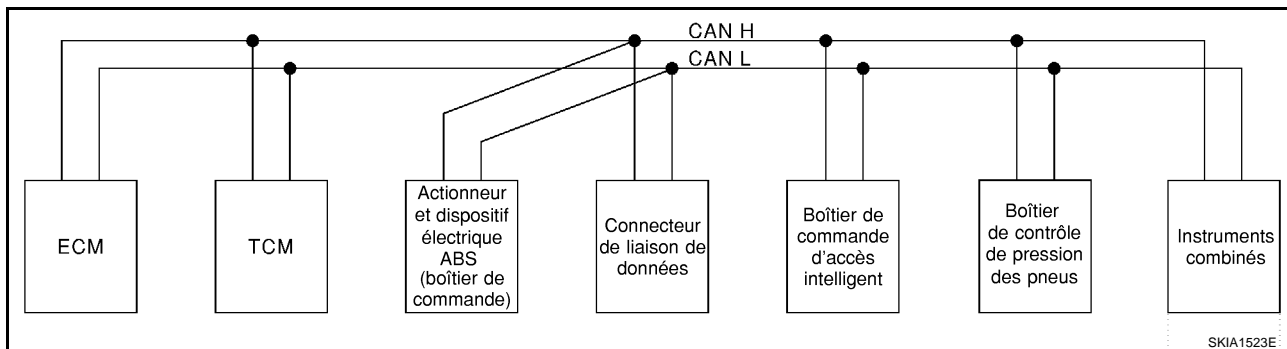 CAN H
CAN L
ECM
TCM
Actionneur
et dispositif
électrique
ABS
(boîtier de
commande)
Connecteur
de liaison de
données
Boîtier de
commande
d'accès
intelligent
Boîtier
de contrôle
de pression
des pneus
Instruments
combinés
SKIA1523E